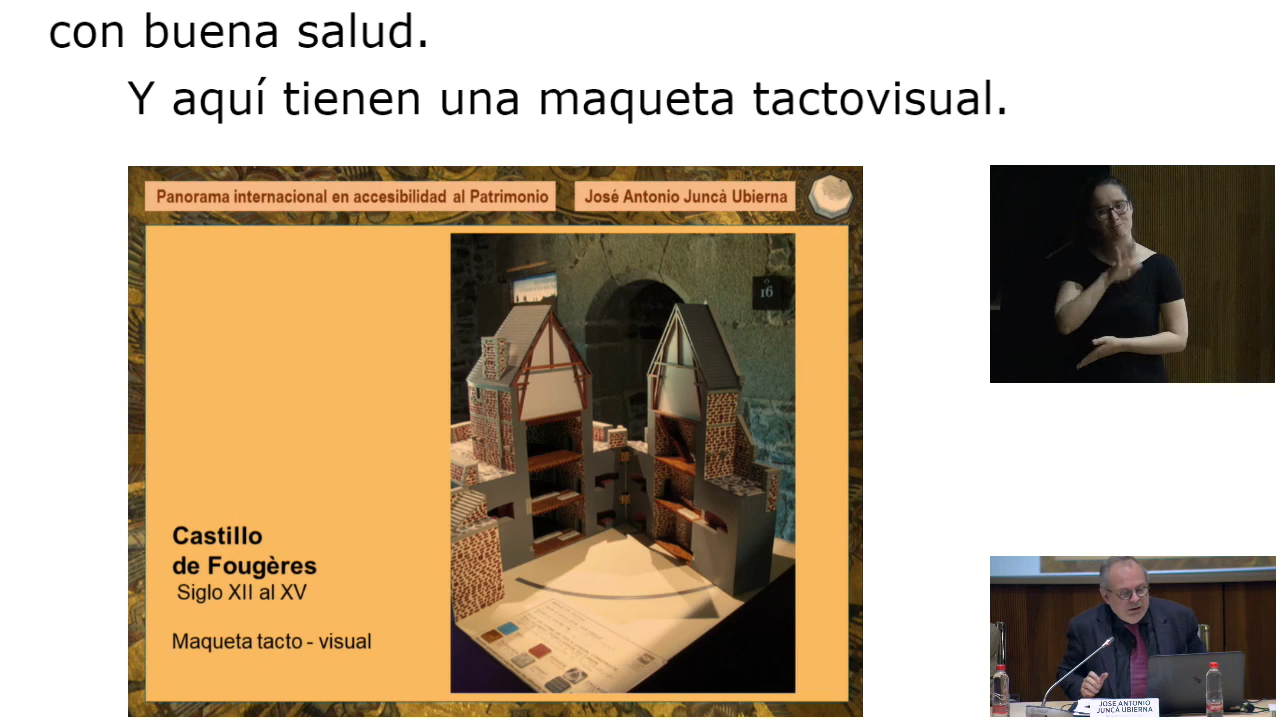 con buena salud.
Y aquí tienen una maqueta tactovisual.
Panorama internacional en accesibilidad al Patrimonio
José Antonio Juncà Ubierna
16
Castillo
de Fougères
Siglo XII al XV
Maqueta tacto - visual
JOSE ANTONIO
JUNCÀ UBIERNA